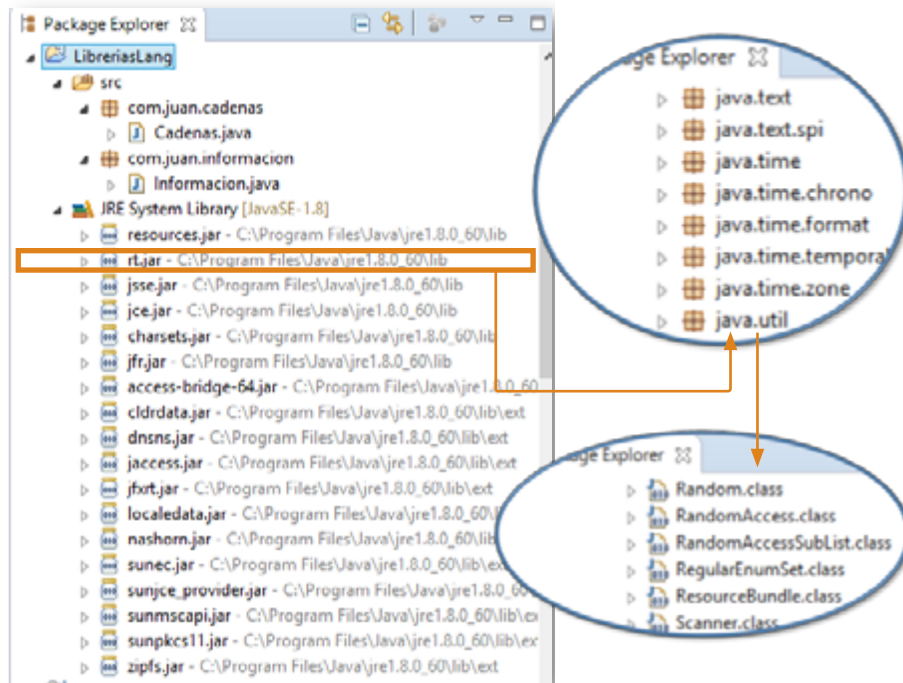 Package Explorer
LibreriasLang
src
com.juan.cadenas
Cadenas.java
com.juan.informacion
Informacion.java
JRE System Library [JavaSE-1.8]
resources.jar - C:\Program Files\Java\jre1.8.0_60\lib
rt.jar - C:\Program Files\Java\jre1.8.0_60\lib
jsse.jar - C:\Program Files\Java\jre1.8.0_60\lib
jce.jar - C:\Program Files\Java\jre1.8.0_60\lib
charsets.jar - C:\Program Files\Java\jre1.8.0_60\lib
jfr.jar - C:\Program Files\Java\jre1.8.0_60\lib
access-bridge-64.jar - C:\Program Files\Java\jre1.8.0_60
cldrdata.jar - C:\Program Files\Java\jre1.8.0_60\lib\ext
dnsns.jar - C:\Program Files\Java\jre1.8.0_60\lib\ext
jaccess.jar - C:\Program Files\Java\jre1.8.0_60\lib\ext
jfxrt.jar - C:\Program Files\Java\jre1.8.0_60\lib\ext
localedata.jar - C:\Program Files\Java\jre1.8.0_60\l
nashorn.jar - C:\Program Files\Java\jre1.8.0_60\lib
sunec.jar - C:\Program Files\Java\jre1.8.0_60\lib\ext
sunjce_provider.jar - C:\Program Files\Java\jre1.8.0_60
sunmscapi.jar - C:\Program Files\Java\jre1.8.0_60\lib\ex
sunpkcs11.jar - C:\Program Files\Java\jre1.8.0_60\lib\ex
zipfs.jar - C:\Program Files\Java\jre1.8.0_60\lib\ext
age Explorer
java.text
java.text.spi
java.time
java.time.chrono
java.time.format
java.time.temporal
java.time.zone
java.util
age Explorer
Random.class
RandomAccess.class
RandomAccessSubList.class
RegularEnumSet.class
ResourceBundle.class
Scanner.class